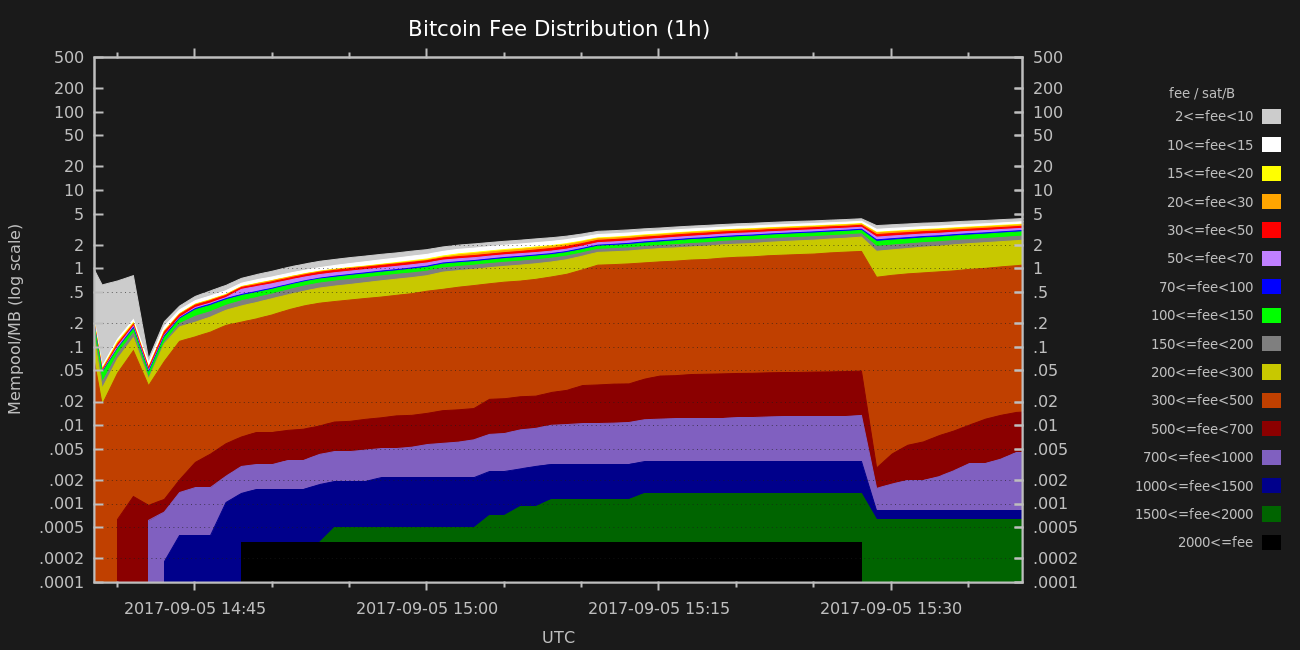 Bitcoin Fee Distribution (1h)
500
200
100
50
20
10
5
2
1
.5
.2
.1
.05
.02
.01
.005
.002
.001
.0005
.0002
.0001
Mempool/MB (log scale)
500
200
100
50
20
10
5
2
1
.5
.2
.1
.05
.02
.01
.005
.002
.001
.0005
.0002
.0001
2017-09-05 14:45
2017-09-05 15:00
2017-09-05 15:15
2017-09-05 15:30
UTC
fee / sat/B
2<=fee<10
10<=fee<15
15<=fee<20
20<=fee<30
30<=fee<50
50<=fee<70
70<=fee<100
100<=fee<150
150<=fee<200
200<=fee<300
300<=fee<500
500<=fee<700
700<=fee<1000
1000<=fee<1500
1500<=fee<2000
2000<=fee